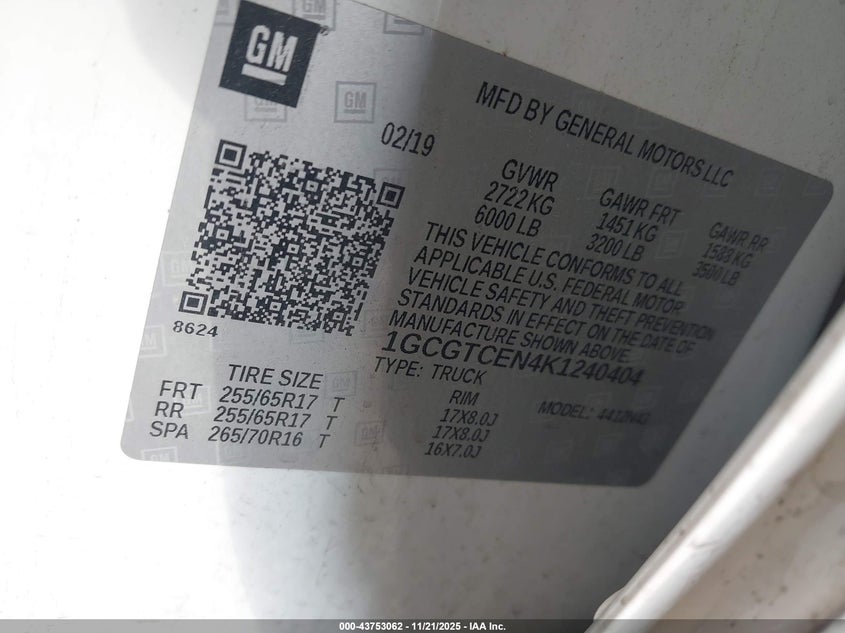 GM
MFD BY GENERAL MOTORS LLC
02/19
GVWR
2722 KG
6000 LB
GAWR FRT
1451 KG
3200 LB
GAWR RR
1588 KG
3500 LB
THIS VEHICLE CONFORMS TO ALL
APPLICABLE U.S. FEDERAL MOTOR
VEHICLE SAFETY AND THEFT PREVENTION
STANDARDS IN EFFECT ON THE DATE OF
MANUFACTURE SHOWN ABOVE.
1GCGTCEN4K1240404
TYPE: TRUCK
MODEL:
8624
TIRE SIZE
RIM
FRT 255/65R17 T 17X8.0J
RR 255/65R17 T 17X8.0J
SPA 265/70R16 T 16X7.0J
000-43753062 - 11/21/2025 - IAA Inc.